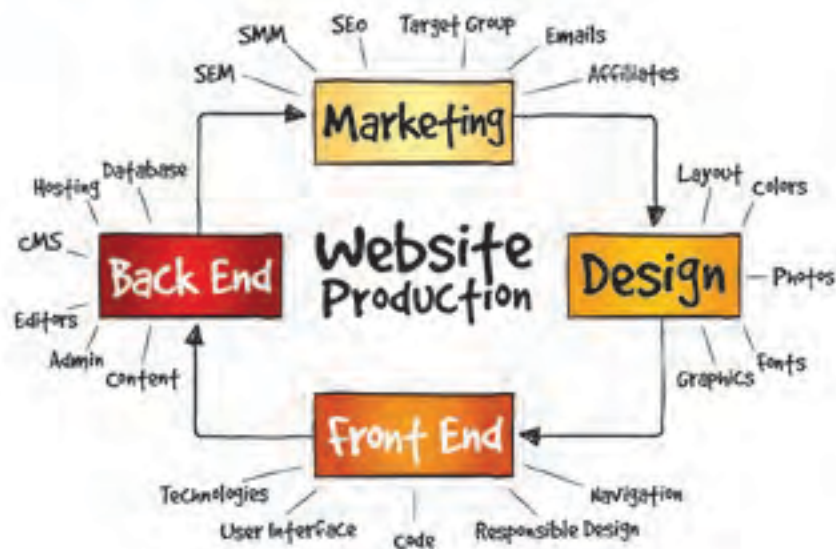 SMM
SEO
Target Group
Emails
SEM
Affiliates
Marketing
Hosting
Database
CMS
Back End
Editors
Admin
Content
Website
Production
Layout
Colors
Design
Photos
Fonts
Graphics
Front End
Technologies
User Interface
Code
Responsible Design
Navigation